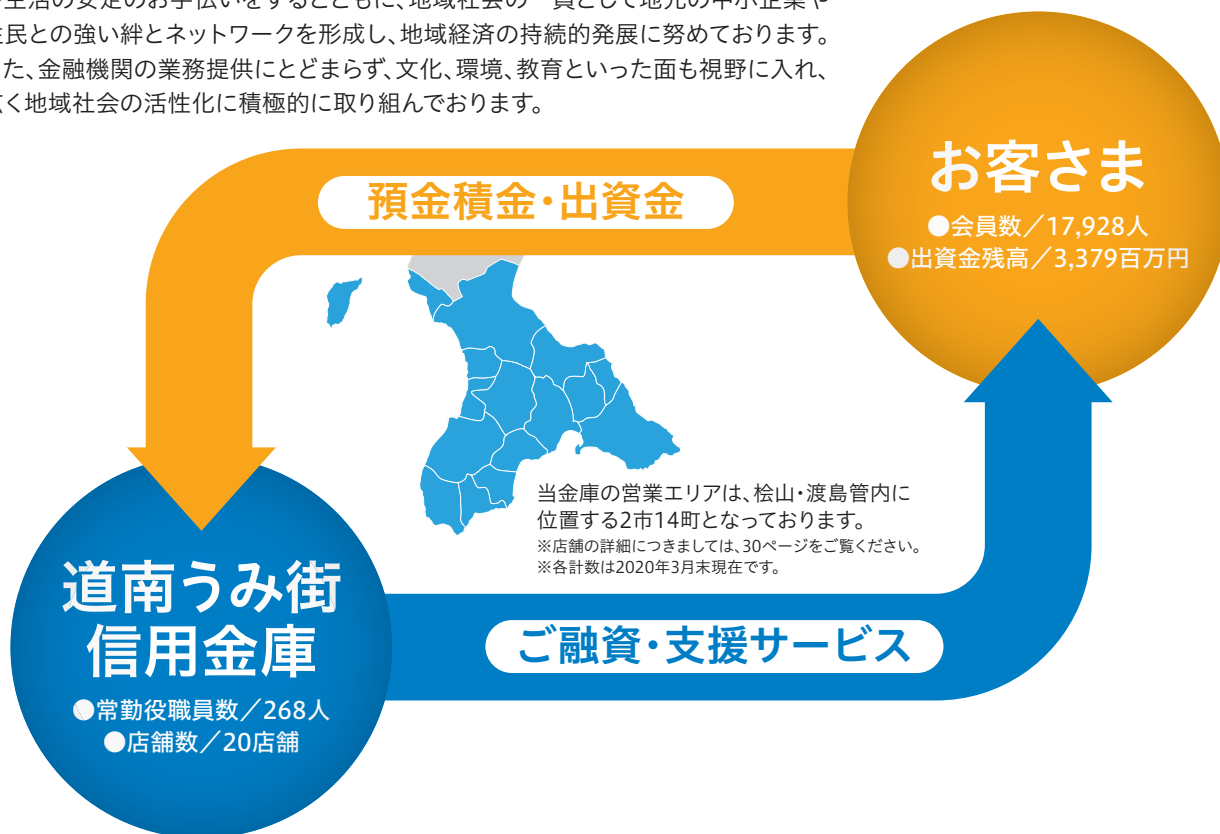 生活の安定のお手伝いをするとともに、地域社会の一員として地元の中小企業や
住民との強い絆とネットワークを形成し、地域経済の持続的発展に努めております。
た、金融機関の業務提供にとどまらず、文化、環境、教育といった面も視野に入れ、
広く地域社会の活性化に積極的に取り組んでおります。
お客さま
●会員数／17,928人
●出資金残高／3,379百万円
預金積金・出資金
当金庫の営業エリアは、桧山・渡島管内に
位置する2市14町となっております。
※店舗の詳細につきましては、30ページをご覧ください。
※各計数は2020年3月末現在です。
道南うみ街
信用金庫
●常勤役職員数／268人
●店舗数／20店舗
ご融資・支援サービス